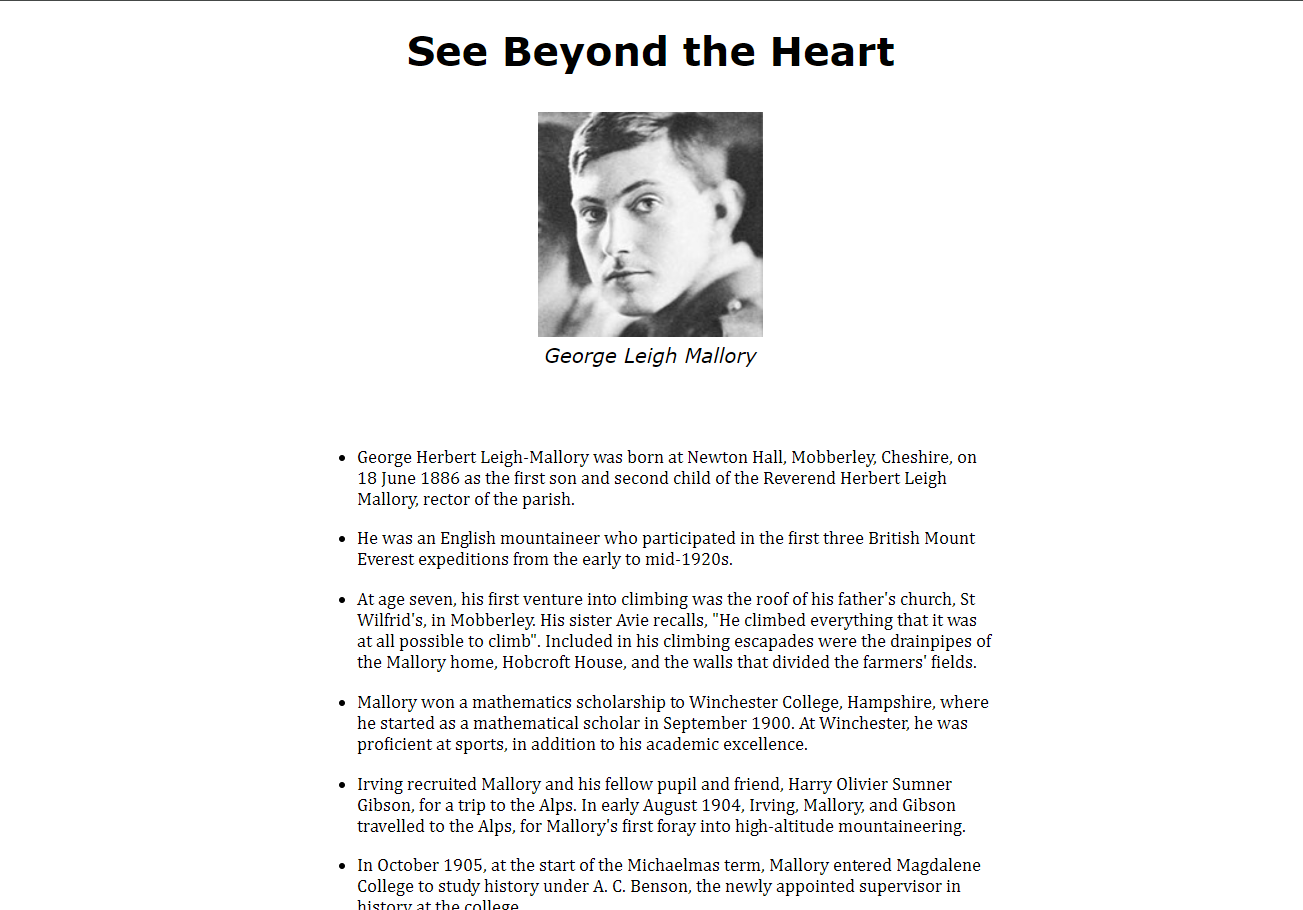 See Beyond the Heart
George Leigh Mallory
• George Herbert Leigh-Mallory was born at Newton Hall, Mobberley, Cheshire, on
18 June 1886 as the first son and second child of the Reverend Herbert Leigh
Mallory, rector of the parish.
• He was an English mountaineer who participated in the first three British Mount
Everest expeditions from the early to mid-1920s.
• At age seven, his first venture into climbing was the roof of his father's church, St
Wilfrid's, in Mobberley. His sister Avie recalls, "He climbed everything that it was
at all possible to climb". Included in his climbing escapades were the drainpipes of
the Mallory home, Hobcroft House, and the walls that divided the farmers' fields.
• Mallory won a mathematics scholarship to Winchester College, Hampshire, where
he started as a mathematical scholar in September 1900. At Winchester, he was
proficient at sports, in addition to his academic excellence.
• Irving recruited Mallory and his fellow pupil and friend, Harry Olivier Sumner
Gibson, for a trip to the Alps. In early August 1904, Irving, Mallory, and Gibson
travelled to the Alps, for Mallory's first foray into high-altitude mountaineering.
• In October 1905, at the start of the Michaelmas term, Mallory entered Magdalene
College to study history under A. C. Benson, the newly appointed supervisor in
history at the college